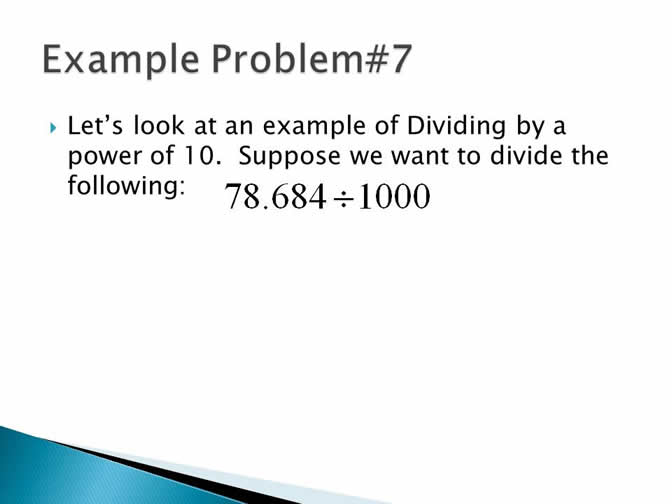 Example Problem#7
Let’s look at an example of Dividing by a
power of 10.  Suppose we want to divide the
following:
78.684 ÷ 1000